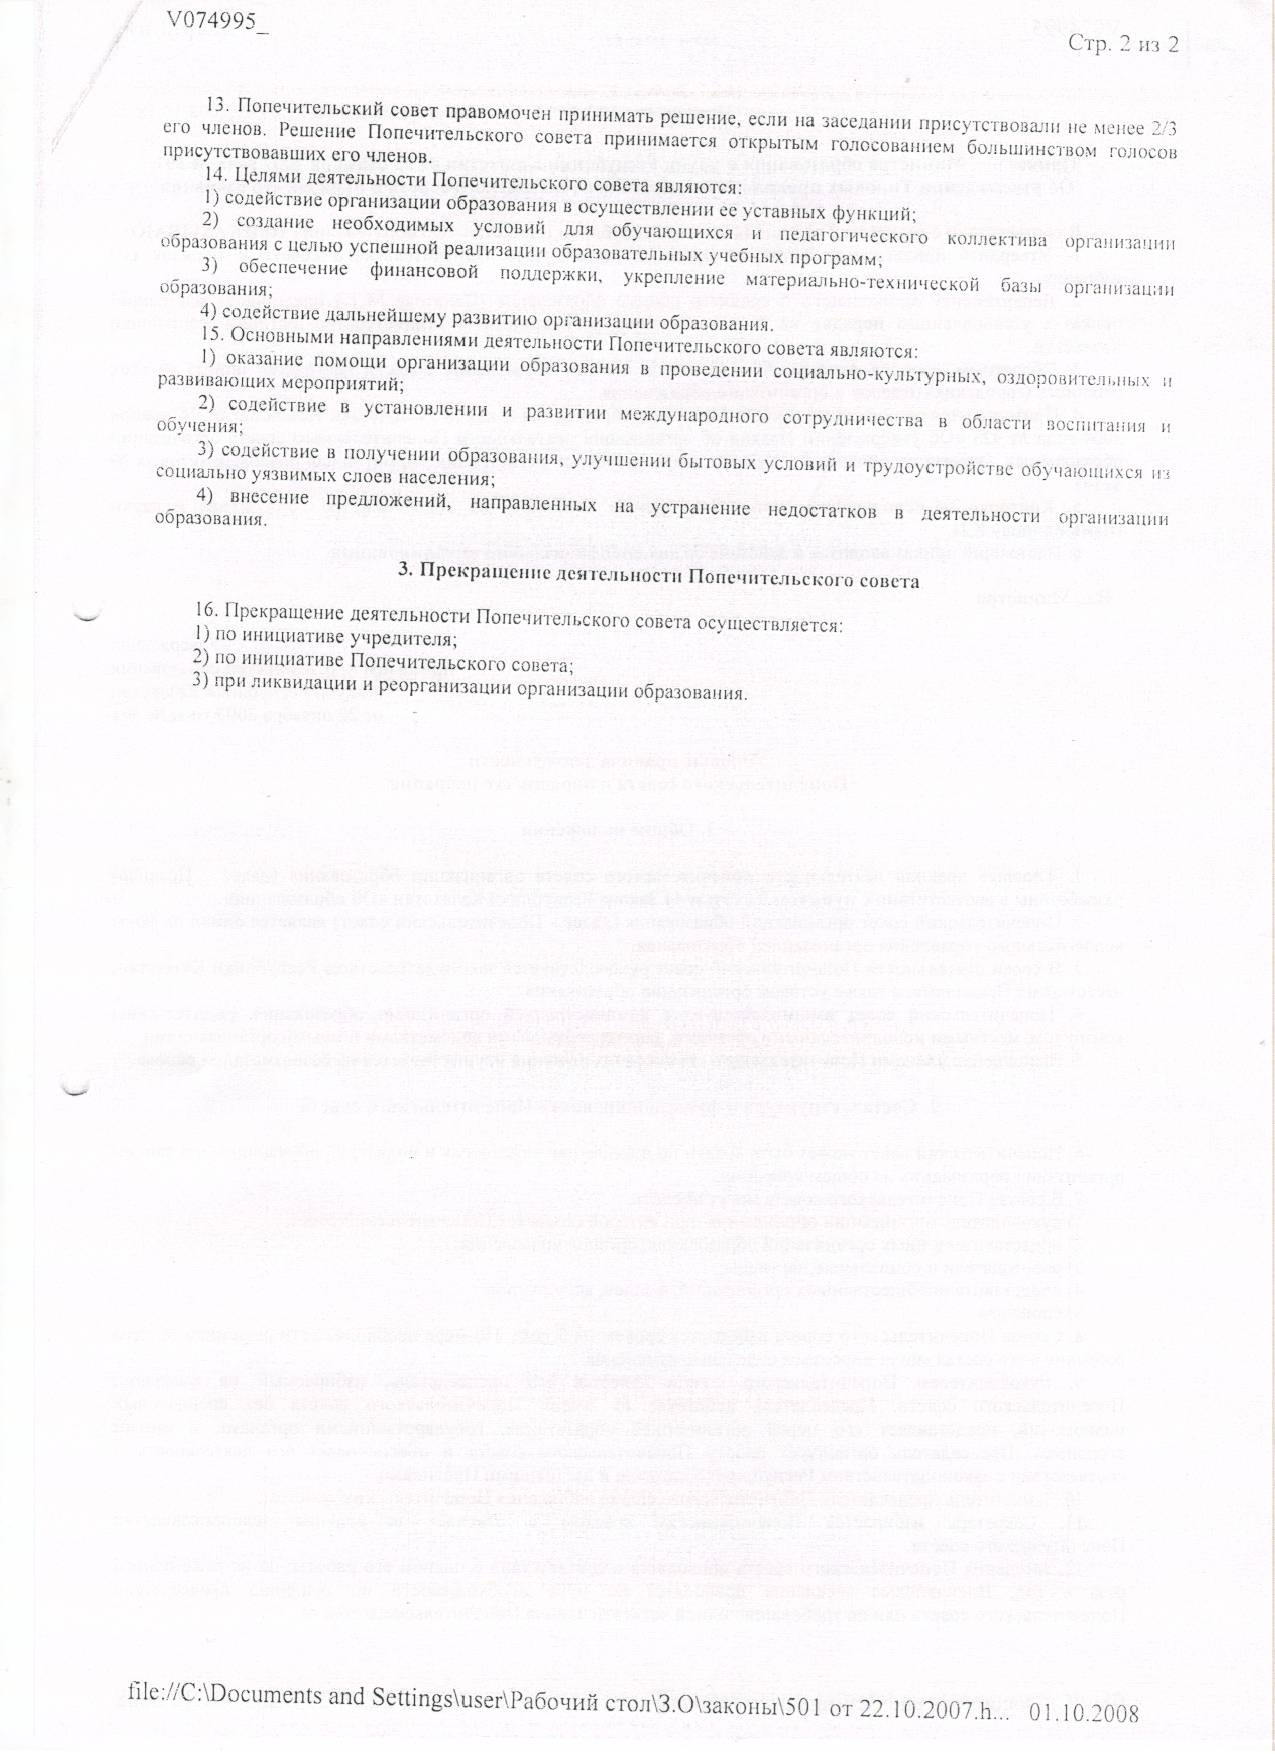 V074995_
Стр. 2 из 2
13. Попечительский совет правомочен принимать решение, если на заседании присутствовали не менее 2/3
его членов. Решение Попечительского совета принимается открытым голосованием большинством голосов
присутствовавших его членов.
14. Целями деятельности Попечительского совета являются:
1) содействие организации образования в осуществлении ее уставных функций;
2) создание необходимых условий для обучающихся и педагогического коллектива организации
образования с целью успешной реализации образовательных учебных программ;
3) обеспечение финансовой поддержки, укрепление материально-технической базы организации
образования;
4) содействие дальнейшему развитию организации образования.
15. Основными направлениями деятельности Попечительского совета являются:
1) оказание помощи организации образования в проведении социально-культурных, оздоровительных и
развивающих мероприятий;
2) содействие в установлении и развитии международного сотрудничества в области воспитания и
обучения;
3) содействие в получении образования, улучшении бытовых условий и трудоустройстве обучающихся из
социально уязвимых слоев населения;
4) внесение предложений, направленных на устранение недостатков в деятельности организации
образования.
3. Прекращение деятельности Попечительского совета
16. Прекращение деятельности Попечительского совета осуществляется:
1) по инициативе учредителя;
2) по инициативе Попечительского совета;
3) при ликвидации и реорганизации организации образования.
file://C:\Documents and Settings\user\Рабочий стол\З.О\законы\501 от 22.10.2007.h... 01.10.2008